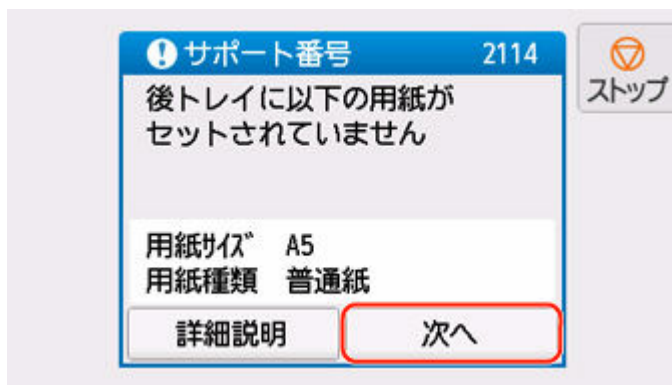 サポート番号 2114
ストップ
後トレイに以下の用紙が
セットされていません
用紙ｻｲｽﾞ A5
用紙種類 普通紙
詳細説明 次へ